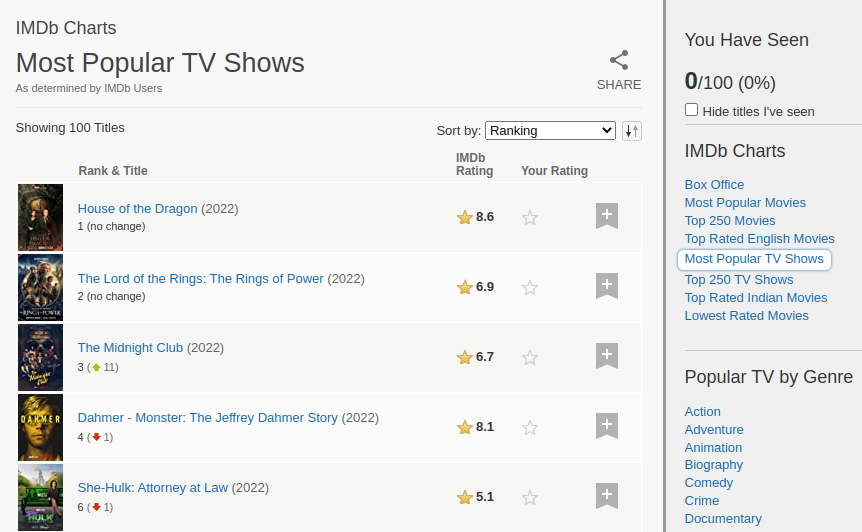 IMDb Charts
Most Popular TV Shows
As determined by IMDb Users
SHARE
Showing 100 Titles
Sort by: Ranking
Rank & Title
IMDb
Rating
Your Rating
House of the Dragon (2022)
1 (no change)
8.6
The Lord of the Rings: The Rings of Power (2022)
2 (no change)
6.9
The Midnight Club (2022)
3 (11)
6.7
DAHMER
Dahmer - Monster: The Jeffrey Dahmer Story (2022)
4 (1)
8.1
She-Hulk: Attorney at Law (2022)
6 (1)
5.1
You Have Seen
0/100 (0%)
Hide titles I've seen
IMDb Charts
Box Office
Most Popular Movies
Top 250 Movies
Top Rated English Movies
Most Popular TV Shows
Top 250 TV Shows
Top Rated Indian Movies
Lowest Rated Movies
Popular TV by Genre
Action
Adventure
Animation
Biography
Comedy
Crime
Documentary